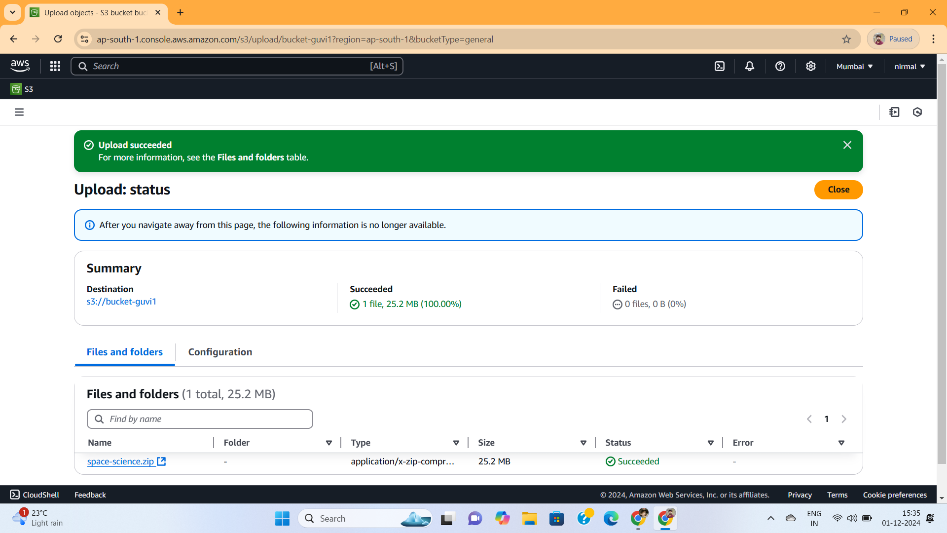 Upload objects - S3 bucket buc
ap-south-1.console.aws.amazon.com/s3/upload/bucket-guvi1?region=ap-south-1&bucketType=general
Paused
aws
Search
[Alt+S]
Mumbai
nirmal
S3
Upload succeeded
For more information, see the Files and folders table.
Upload: status
Close
After you navigate away from this page, the following information is no longer available.
Summary
Destination
s3://bucket-guvi1
Succeeded
1 file, 25.2 MB (100.00%)
Failed
0 files, 0 B (0%)
Files and folders
Configuration
Files and folders (1 total, 25.2 MB)
Find by name
1
Name Folder Type Size Status Error
space-science.zip - application/x-zip-compr... 25.2 MB Succeeded -
CloudShell Feedback © 2024, Amazon Web Services, Inc. or its affiliates. Privacy Terms Cookie preferences
1
23°C
Light rain
Search
ENG
IN
15:35
01-12-2024